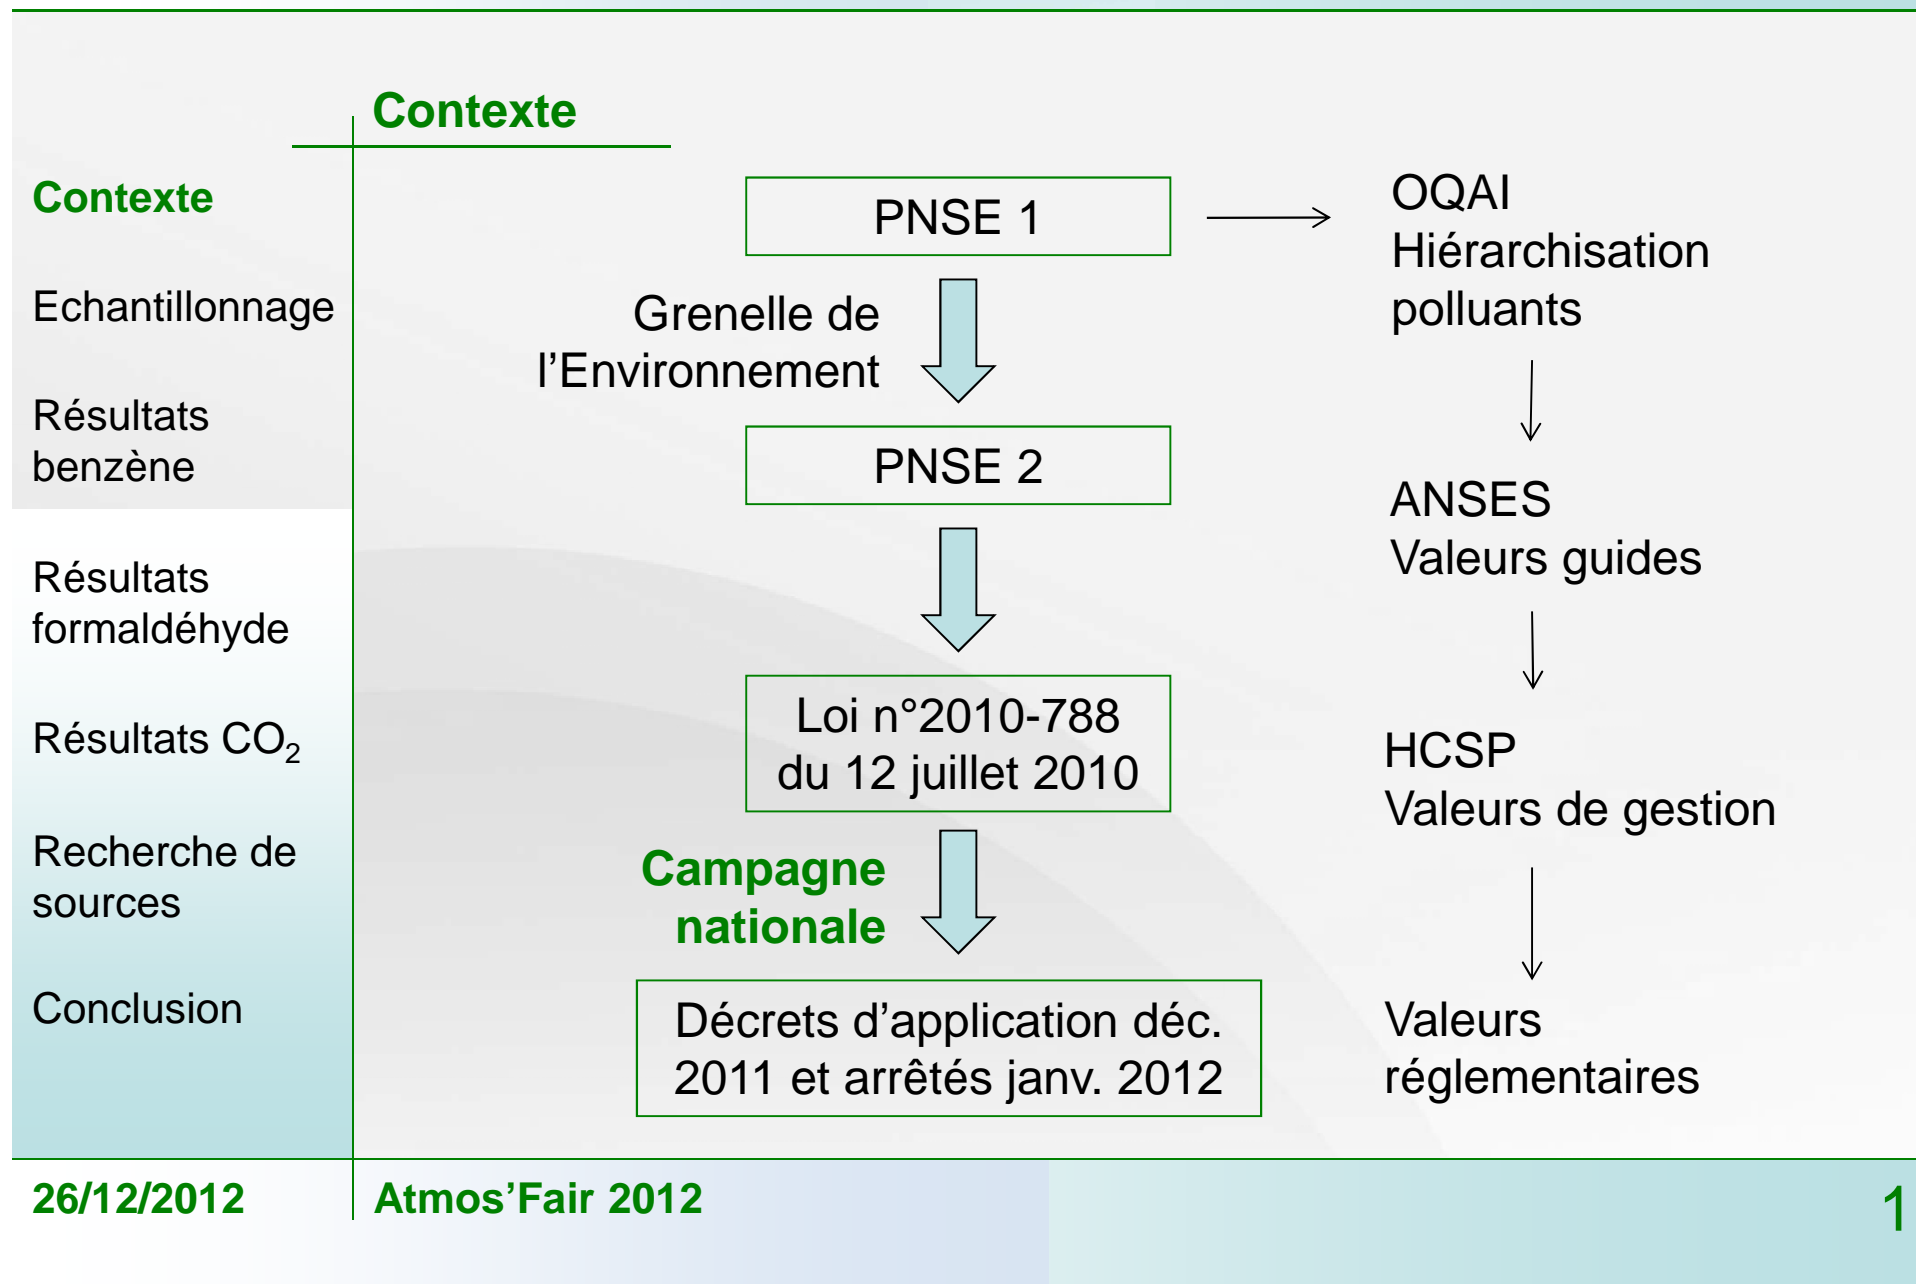 Contexte
Contexte
Echantillonnage
Résultats
benzène
Résultats
formaldéhyde
Résultats CO₂
Recherche de
sources
Conclusion
PNSE 1
Grenelle de
l’Environnement
PNSE 2
Loi n°2010-788
du 12 juillet 2010
Campagne
nationale
Décrets d’application déc.
2011 et arrêtés janv. 2012
OQAI
Hiérarchisation
polluants
ANSES
Valeurs guides
HCSP
Valeurs de gestion
Valeurs
réglementaires
26/12/2012
Atmos’Fair 2012
1